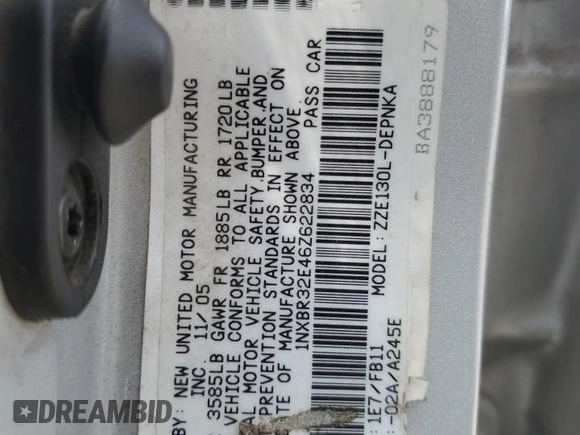 BY: NEW UNITED MOTOR MANUFACTURING
INC. 11/05
3585LB GAWR FR 1885LB RR 1720LB
VEHICLE CONFORMS TO ALL APPLICABLE
AL MOTOR VEHICLE SAFETY, BUMPER, AND
PREVENTION STANDARDS IN EFFECT ON
TE OF MANUFACTURE SHOWN ABOVE.
1NXBR32E46Z622834 PASS CAR
1E7/FB11 MODEL: ZZE130L-DEPNKA
-02A/A245E
BA3888179
DREAMBID